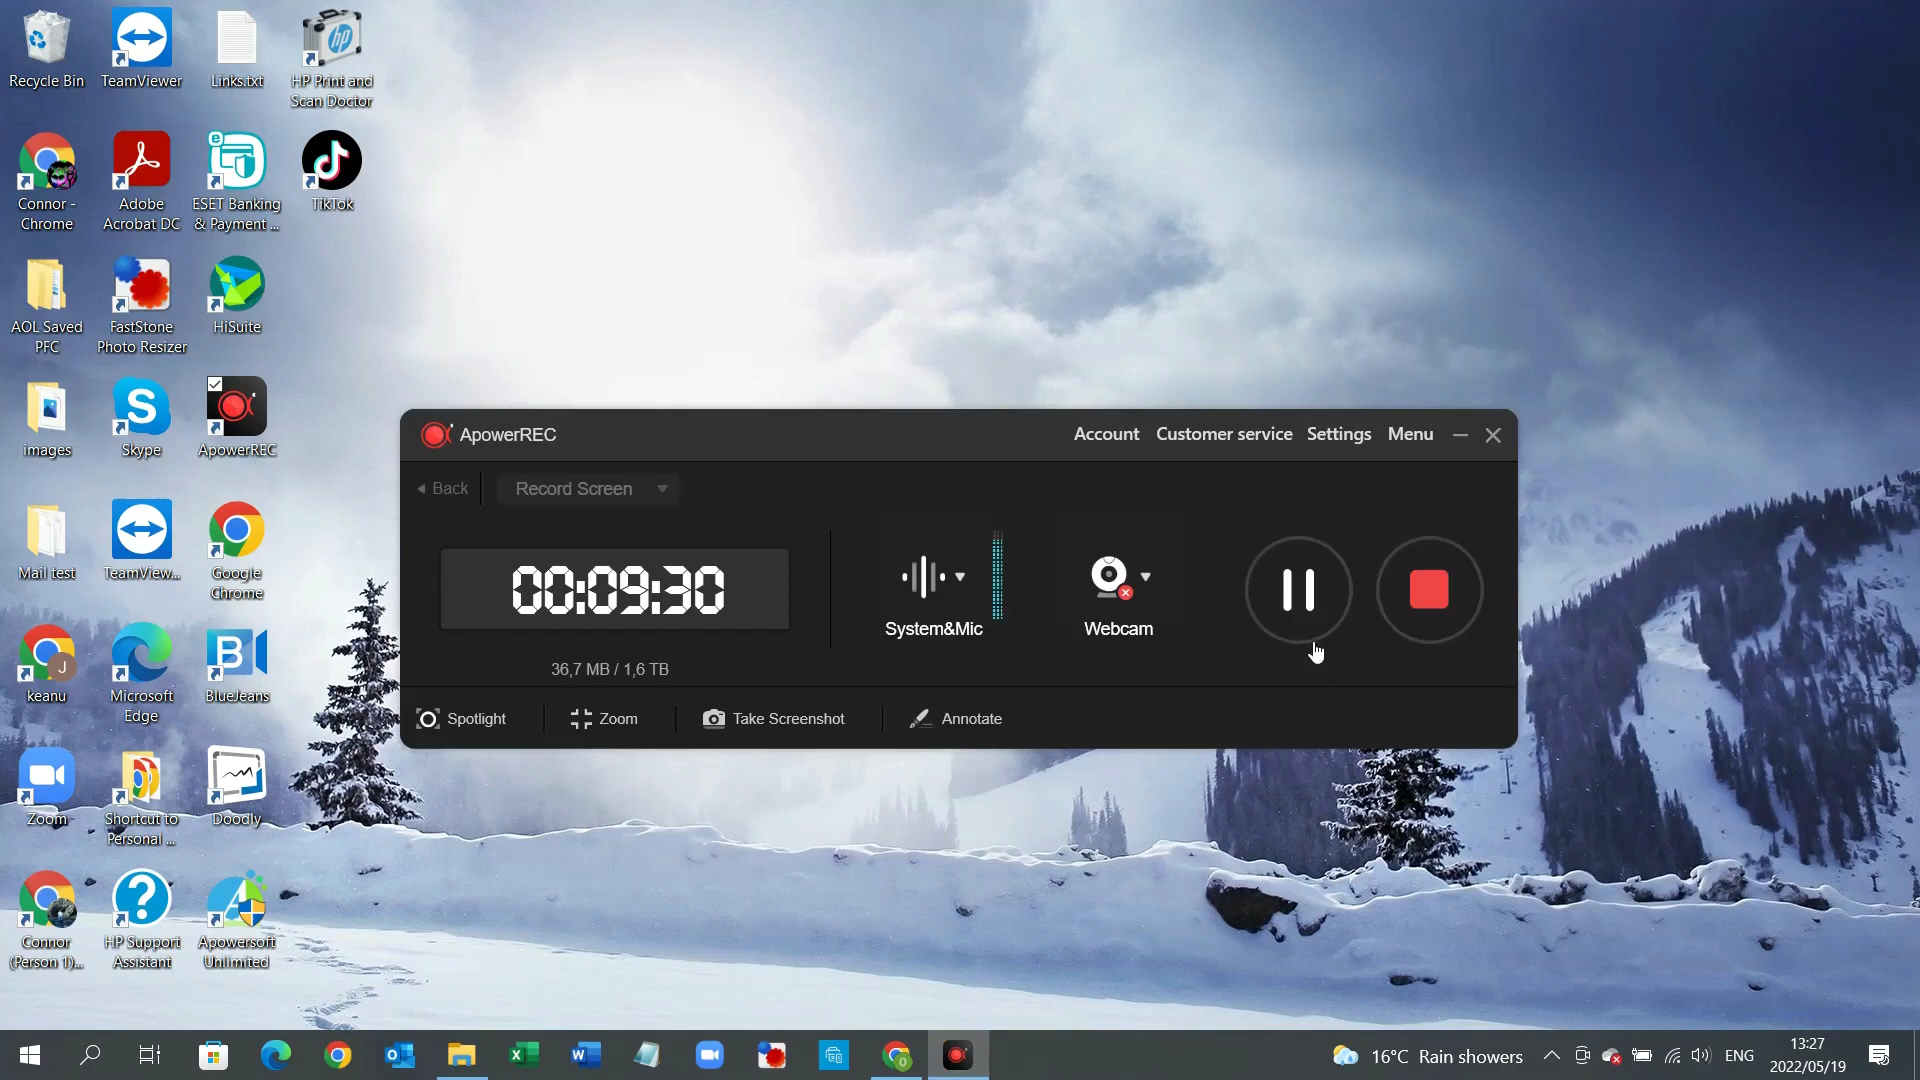 Recycle Bin
TeamViewer
Links.txt
HP Print and
Scan Doctor
Connor -
Chrome
Adobe
Acrobat DC
ESET Banking
& Payment ...
TikTok
AOL Saved
PFC
FastStone
Photo Resizer
HiSuite
images
Skype
ApowerREC
Mail test
TeamView...
Google
Chrome
keanu
Microsoft
Edge
BlueJeans
Zoom
Shortcut to
Personal ...
Doodly
Connor
(Person 1)...
HP Support
Assistant
Apowersoft
Unlimited
ApowerREC
Account Customer service Settings Menu
Back
Record Screen
00:09:30
36,7 MB / 1,6 TB
System&Mic
Webcam
Spotlight
Zoom
Take Screenshot
Annotate
16°C Rain showers
ENG
13:27
2022/05/19